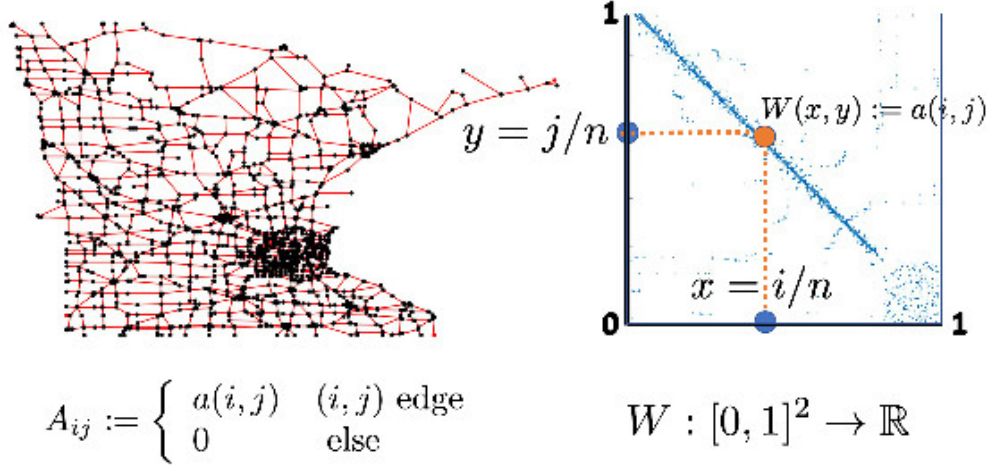 1
W(x, y) := a(i, j)
y = j/n
x = i/n
0
1
A_{ij} := { a(i, j) (i, j) edge
0 else
W : [0, 1]² → ℝ